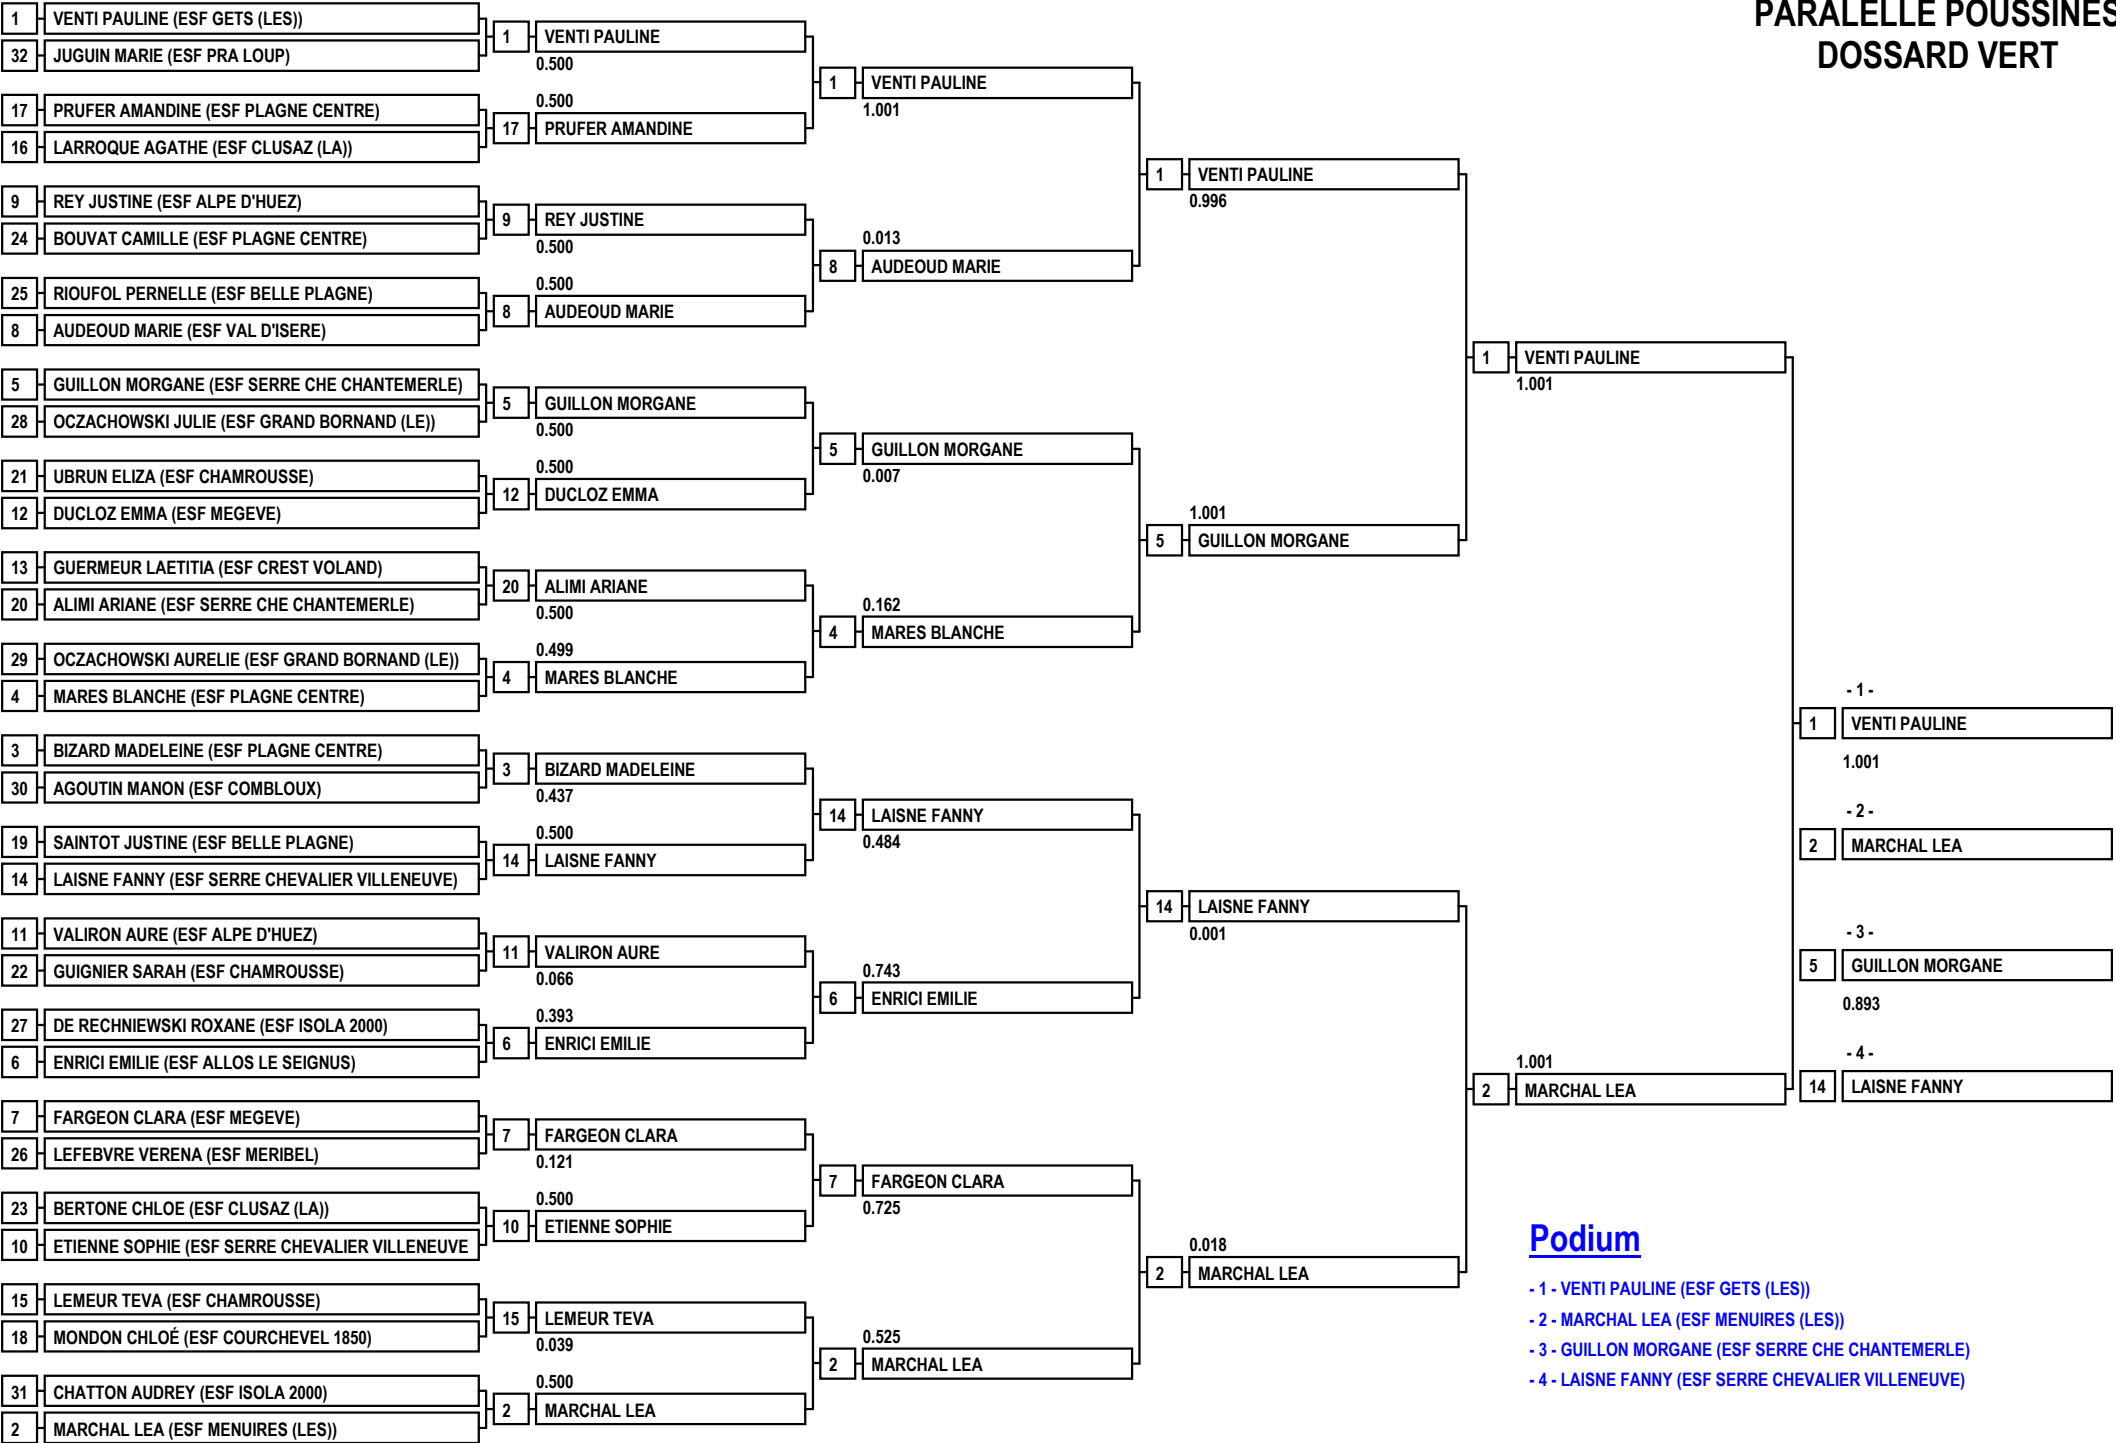 PARALELLE POUSSINES
DOSSARD VERT
1 VENTI PAULINE (ESF GETS (LES))
32 JUGUIN MARIE (ESF PRA LOUP)
17 PRUFER AMANDINE (ESF PLAGNE CENTRE)
16 LARROQUE AGATHE (ESF CLUSAZ (LA))
9 REY JUSTINE (ESF ALPE D'HUEZ)
24 BOUVAT CAMILLE (ESF PLAGNE CENTRE)
25 RIOUFOL PERNELLE (ESF BELLE PLAGNE)
8 AUDEOUD MARIE (ESF VAL D'ISERE)
5 GUILLON MORGANE (ESF SERRE CHE CHANTEMERLE)
28 OCZACHOWSKI JULIE (ESF GRAND BORNAND (LE))
21 UBRUN ELIZA (ESF CHAMROUSSE)
12 DUCLOZ EMMA (ESF MEGEVE)
13 GUERMEUR LAETITIA (ESF CREST VOLAND)
20 ALIMI ARIANE (ESF SERRE CHE CHANTEMERLE)
29 OCZACHOWSKI AURELIE (ESF GRAND BORNAND (LE))
4 MARES BLANCHE (ESF PLAGNE CENTRE)
3 BIZARD MADELEINE (ESF PLAGNE CENTRE)
30 AGOUTIN MANON (ESF COMBLOUX)
19 SAINTOT JUSTINE (ESF BELLE PLAGNE)
14 LAISNE FANNY (ESF SERRE CHEVALIER VILLENEUVE)
11 VALIRON AURE (ESF ALPE D'HUEZ)
22 GUIGNIER SARAH (ESF CHAMROUSSE)
27 DE RECHNIEWSKI ROXANE (ESF ISOLA 2000)
6 ENRICI EMILIE (ESF ALLOS LE SEIGNUS)
7 FARGEON CLARA (ESF MEGEVE)
26 LEFEBVRE VERENA (ESF MERIBEL)
23 BERTONE CHLOE (ESF CLUSAZ (LA))
10 ETIENNE SOPHIE (ESF SERRE CHEVALIER VILLENEUVE
15 LEMEUR TEVA (ESF CHAMROUSSE)
18 MONDON CHLOÉ (ESF COURCHEVEL 1850)
31 CHATTON AUDREY (ESF ISOLA 2000)
2 MARCHAL LEA (ESF MENUIRES (LES))
1 VENTI PAULINE
0.500
0.500
17 PRUFER AMANDINE
9 REY JUSTINE
0.500
0.500
8 AUDEOUD MARIE
5 GUILLON MORGANE
0.500
0.500
12 DUCLOZ EMMA
20 ALIMI ARIANE
0.500
0.499
4 MARES BLANCHE
3 BIZARD MADELEINE
0.437
0.500
14 LAISNE FANNY
11 VALIRON AURE
0.066
0.393
6 ENRICI EMILIE
7 FARGEON CLARA
0.121
0.500
10 ETIENNE SOPHIE
15 LEMEUR TEVA
0.039
0.500
2 MARCHAL LEA
1 VENTI PAULINE
1.001
0.013
8 AUDEOUD MARIE
5 GUILLON MORGANE
0.007
0.162
4 MARES BLANCHE
14 LAISNE FANNY
0.484
0.743
6 ENRICI EMILIE
7 FARGEON CLARA
0.725
0.525
2 MARCHAL LEA
1 VENTI PAULINE
0.996
1.001
5 GUILLON MORGANE
14 LAISNE FANNY
0.001
0.018
2 MARCHAL LEA
1 VENTI PAULINE
1.001
1.001
2 MARCHAL LEA
- 1 -
1 VENTI PAULINE
1.001
- 2 -
2 MARCHAL LEA
- 3 -
5 GUILLON MORGANE
0.893
- 4 -
14 LAISNE FANNY
Podium
- 1 - VENTI PAULINE (ESF GETS (LES))
- 2 - MARCHAL LEA (ESF MENUIRES (LES))
- 3 - GUILLON MORGANE (ESF SERRE CHE CHANTEMERLE)
- 4 - LAISNE FANNY (ESF SERRE CHEVALIER VILLENEUVE)